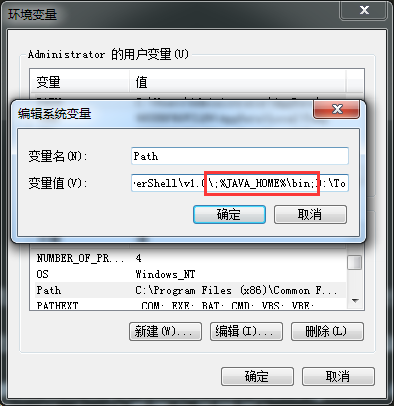 环境变量
Administrator 的用户变量(U)
变量 值
编辑系统变量
变量名(N): Path
变量值(V): erShell\v1.0\;%JAVA_HOME%\bin;D:\To
确定 取消
NUMBER_OF_PR... 4
OS Windows_NT
Path C:\Program Files (x86)\Common F...
PATHEXT .COM;.EXE;.BAT;.CMD;.VBS;.VBE;
新建(W)... 编辑(I)... 删除(L)
确定 取消